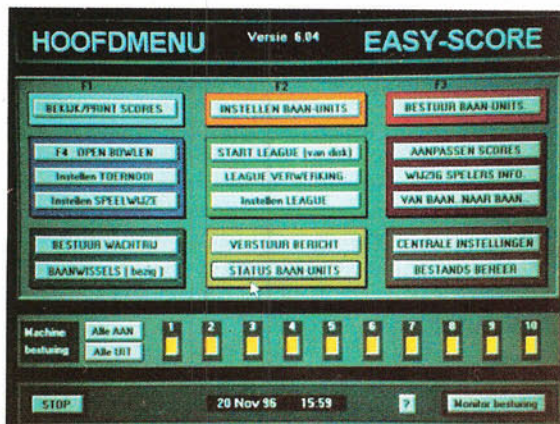 HOOFDMENU Versie 6.04 EASY-SCORE
F1 F2 F3
BEKIJK/PRINT SCORES INSTELLEN BAAN-UNITS BESTUUR BAAN-UNITS
F4 OPEN BOWLEN START LEAGUE (van disk) AANPASSEN SCORES
Instellen TOERNOOI LEAGUE VERWERKING WIJZIG SPELERS INFO.
Instellen SPEELWIJZE Instellen LEAGUE VAN BAAN..NAAR BAAN..
BESTUUR WACHTRIJ VERSTUUR BERICHT CENTRALE INSTELLINGEN
BAANWISSELS ( bezig ) STATUS BAAN-UNITS BESTANDS BEHEER
Machine besturing Alle AAN 1 2 3 4 5 6 7 8 9 10
Alle UIT
STOP 20 Nov 96 15:59 ? Monitor besturing